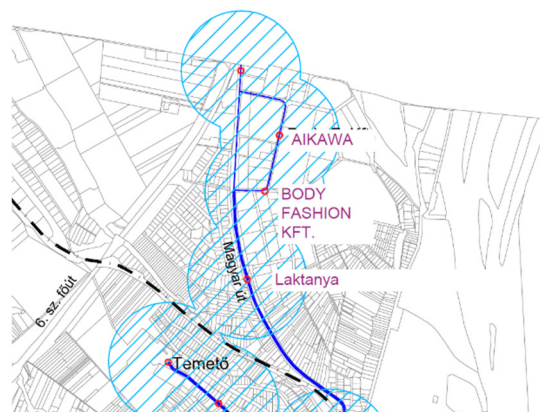 AIKAWA
BODY
FASHION
KFT.
Magyar út
Laktanya
6. sz. főút
Temető